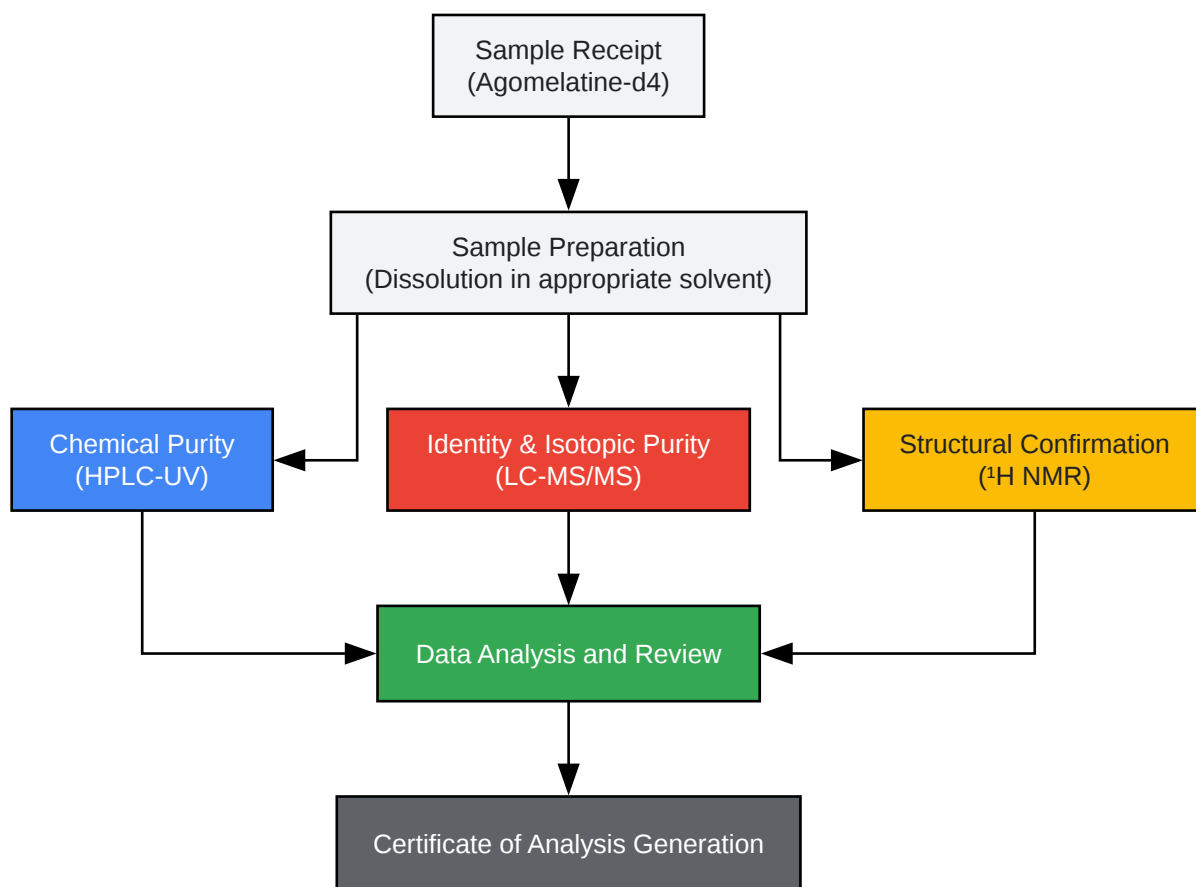 Sample Receipt
(Agomelatine-d4)
Sample Preparation
(Dissolution in appropriate solvent)
Chemical Purity
(HPLC-UV)
Identity & Isotopic Purity
(LC-MS/MS)
Structural Confirmation
(¹H NMR)
Data Analysis and Review
Certificate of Analysis Generation